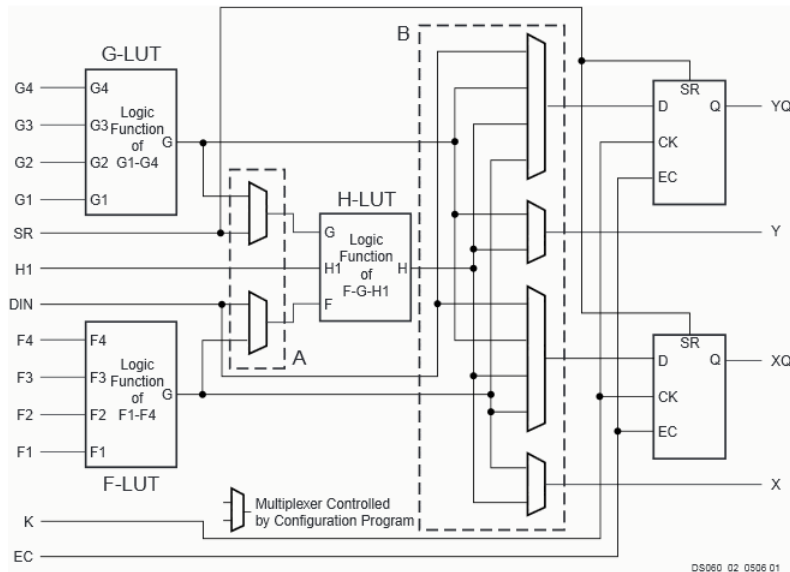 B
G-LUT
G4
G4
G3
G3
G2
G2
G1
G1
Logic
Function
of
G1-G4
G
SR
H1
DIN
A
H-LUT
G
H1
F
Logic
Function
of
F-G-H1
H
F4
F4
F3
F3
F2
F2
F1
F1
Logic
Function
of
F1-F4
G
F-LUT
SR
D
Q
CK
EC
YQ
Y
SR
D
Q
CK
EC
XQ
X
Multiplexer Controlled
by Configuration Program
K
EC
DS060_02_0506 01